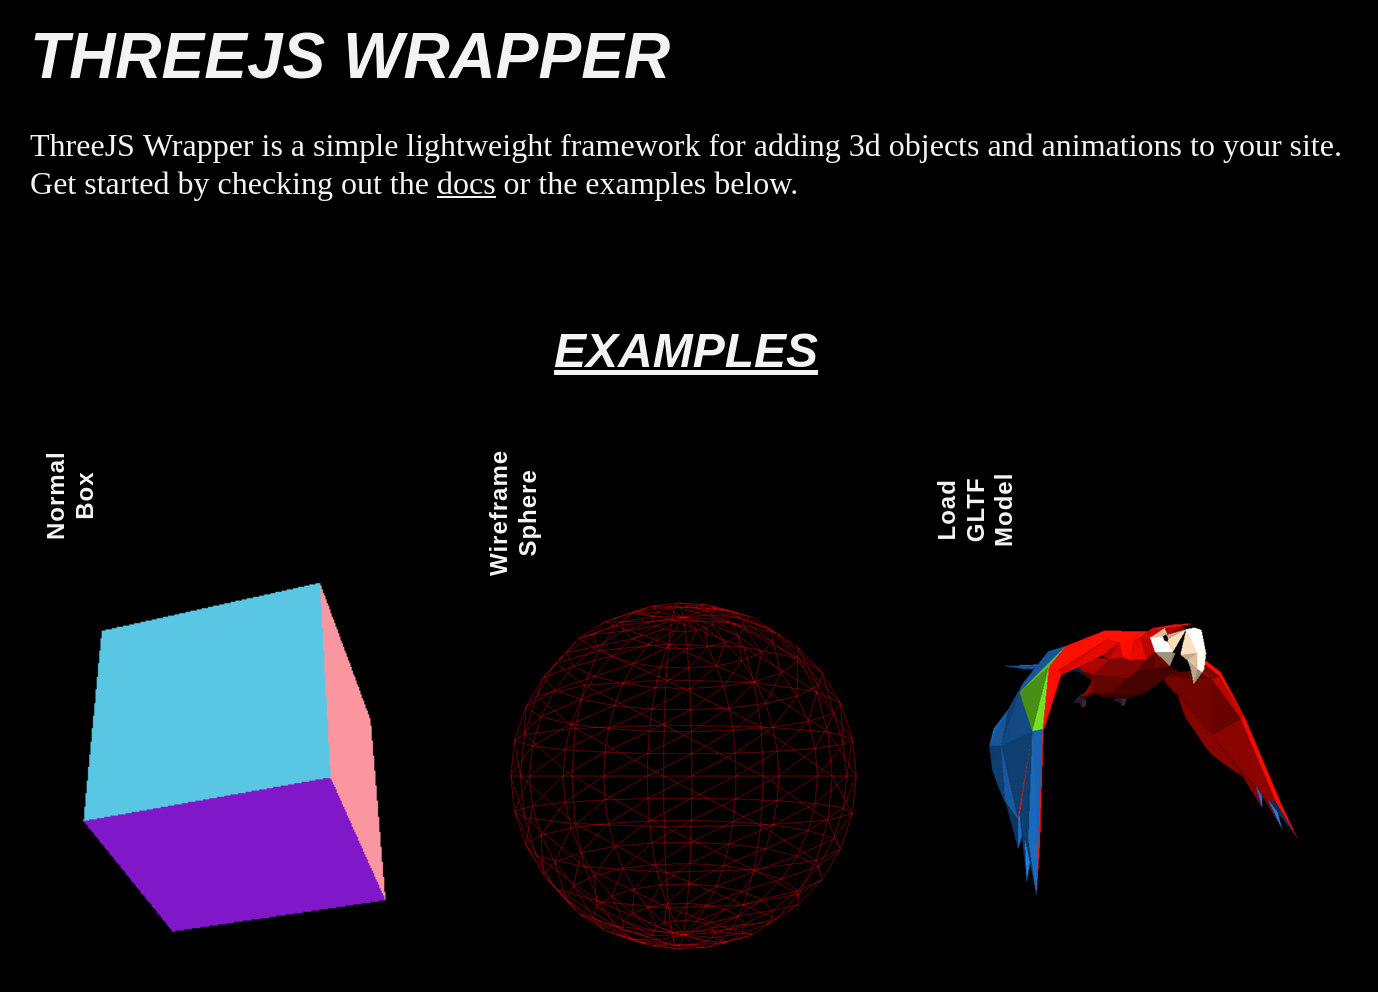 THREEJS WRAPPER
ThreeJS Wrapper is a simple lightweight framework for adding 3d objects and animations to your site.
Get started by checking out the docs or the examples below.
EXAMPLES
Normal
Box
Wireframe
Sphere
Load
GLTF
Model